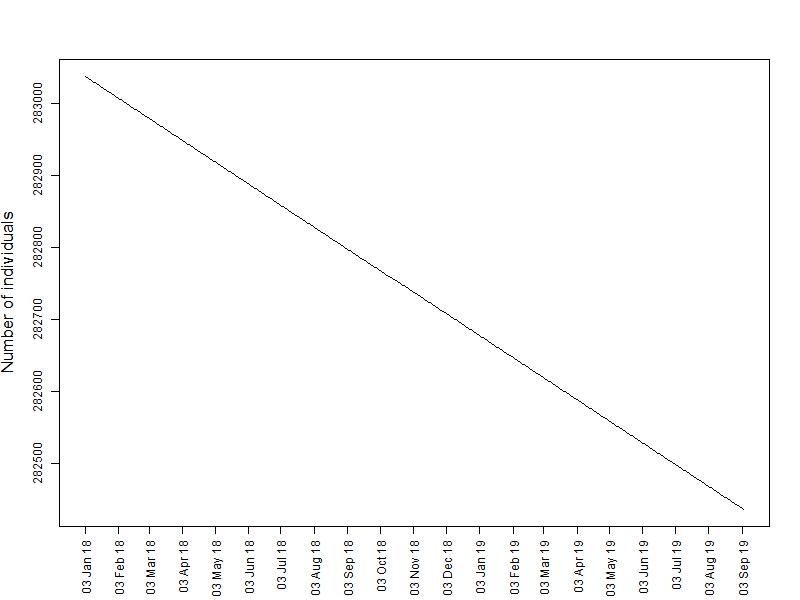 Number of individuals
283000
282900
282800
282700
282600
282500
03 Jan 18
03 Feb 18
03 Mar 18
03 Apr 18
03 May 18
03 Jun 18
03 Jul 18
03 Aug 18
03 Sep 18
03 Oct 18
03 Nov 18
03 Dec 18
03 Jan 19
03 Feb 19
03 Mar 19
03 Apr 19
03 May 19
03 Jun 19
03 Jul 19
03 Aug 19
03 Sep 19